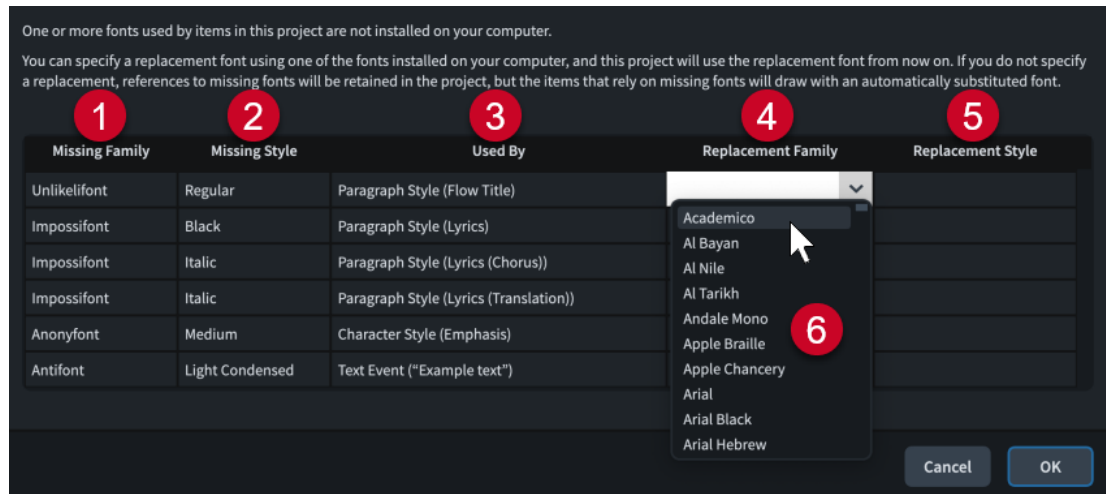 One or more fonts used by items in this project are not installed on your computer.
You can specify a replacement font using one of the fonts installed on your computer, and this project will use the replacement font from now on. If you do not specify
a replacement, references to missing fonts will be retained in the project, but the items that rely on missing fonts will draw with an automatically substituted font.
1 2 3 4 5
Missing Family Missing Style Used By Replacement Family Replacement Style
Unlikelifont Regular Paragraph Style (Flow Title)
Impossifont Black Paragraph Style (Lyrics) Academico
Al Bayan
Impossifont Italic Paragraph Style (Lyrics (Chorus)) Al Nile
Impossifont Italic Paragraph Style (Lyrics (Translation)) Al Tarikh
Andale Mono 6
Anonyfont Medium Character Style (Emphasis) Apple Braille
Antifont Light Condensed Text Event (“Example text”) Apple Chancery
Arial
Arial Black
Arial Hebrew
Cancel OK